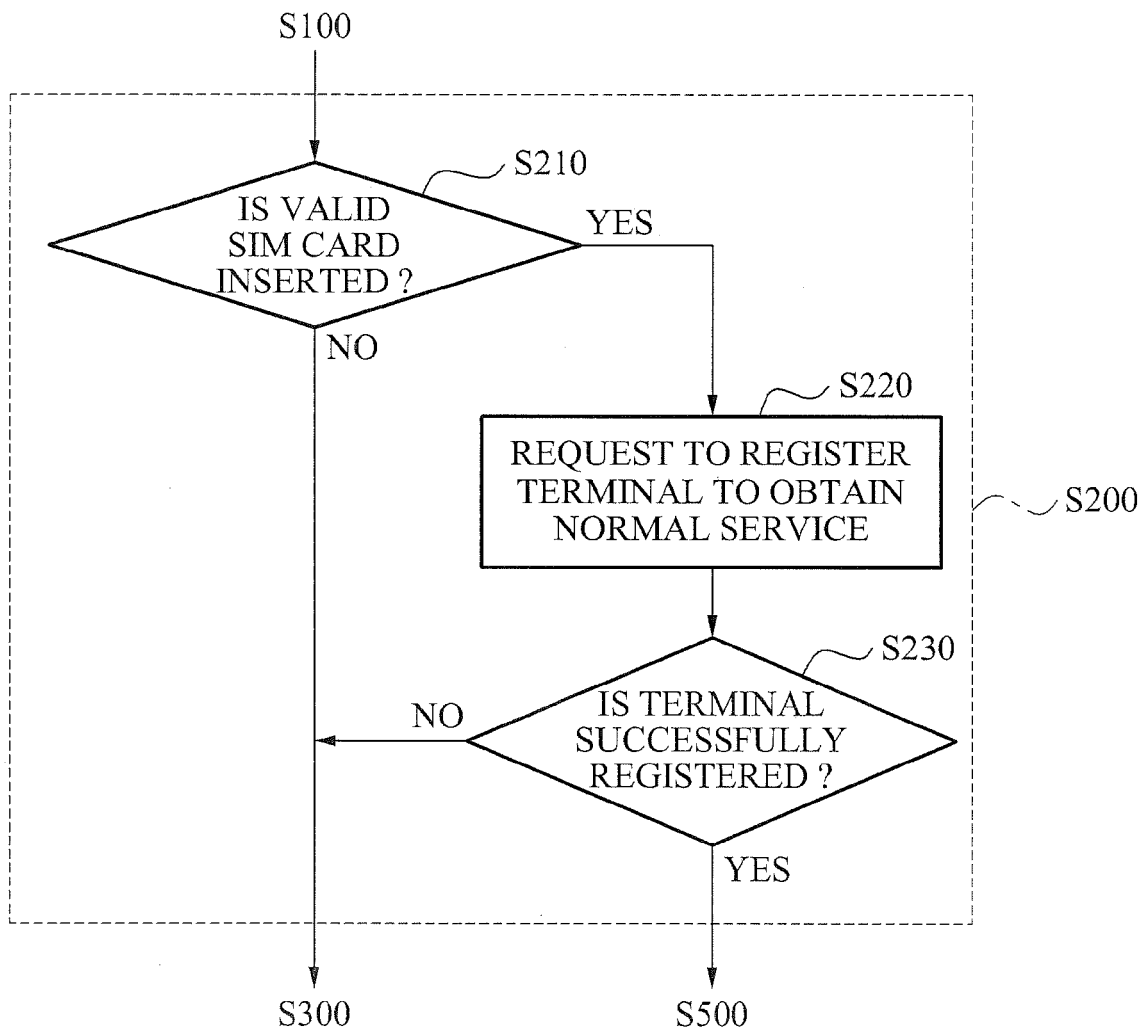 S100
S210
IS VALID
SIM CARD
INSERTED ?
YES
NO
S220
REQUEST TO REGISTER
TERMINAL TO OBTAIN
NORMAL SERVICE
S200
S230
IS TERMINAL
SUCCESSFULLY
REGISTERED ?
NO
YES
S300
S500